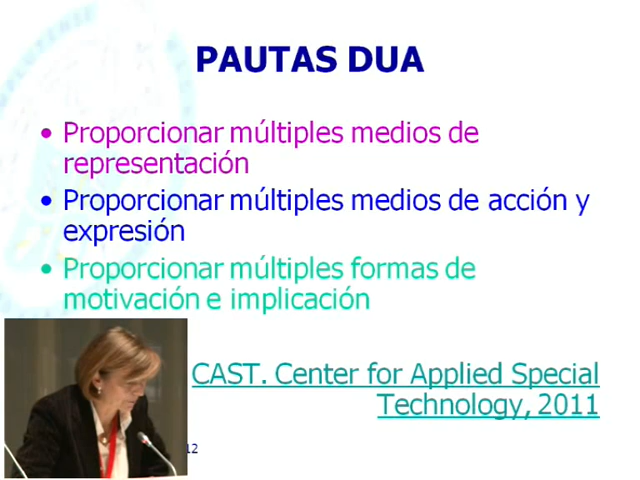 PAUTAS DUA
• Proporcionar múltiples medios de
representación
• Proporcionar múltiples medios de acción y
expresión
• Proporcionar múltiples formas de
motivación e implicación
CAST. Center for Applied Special
Technology, 2011
12